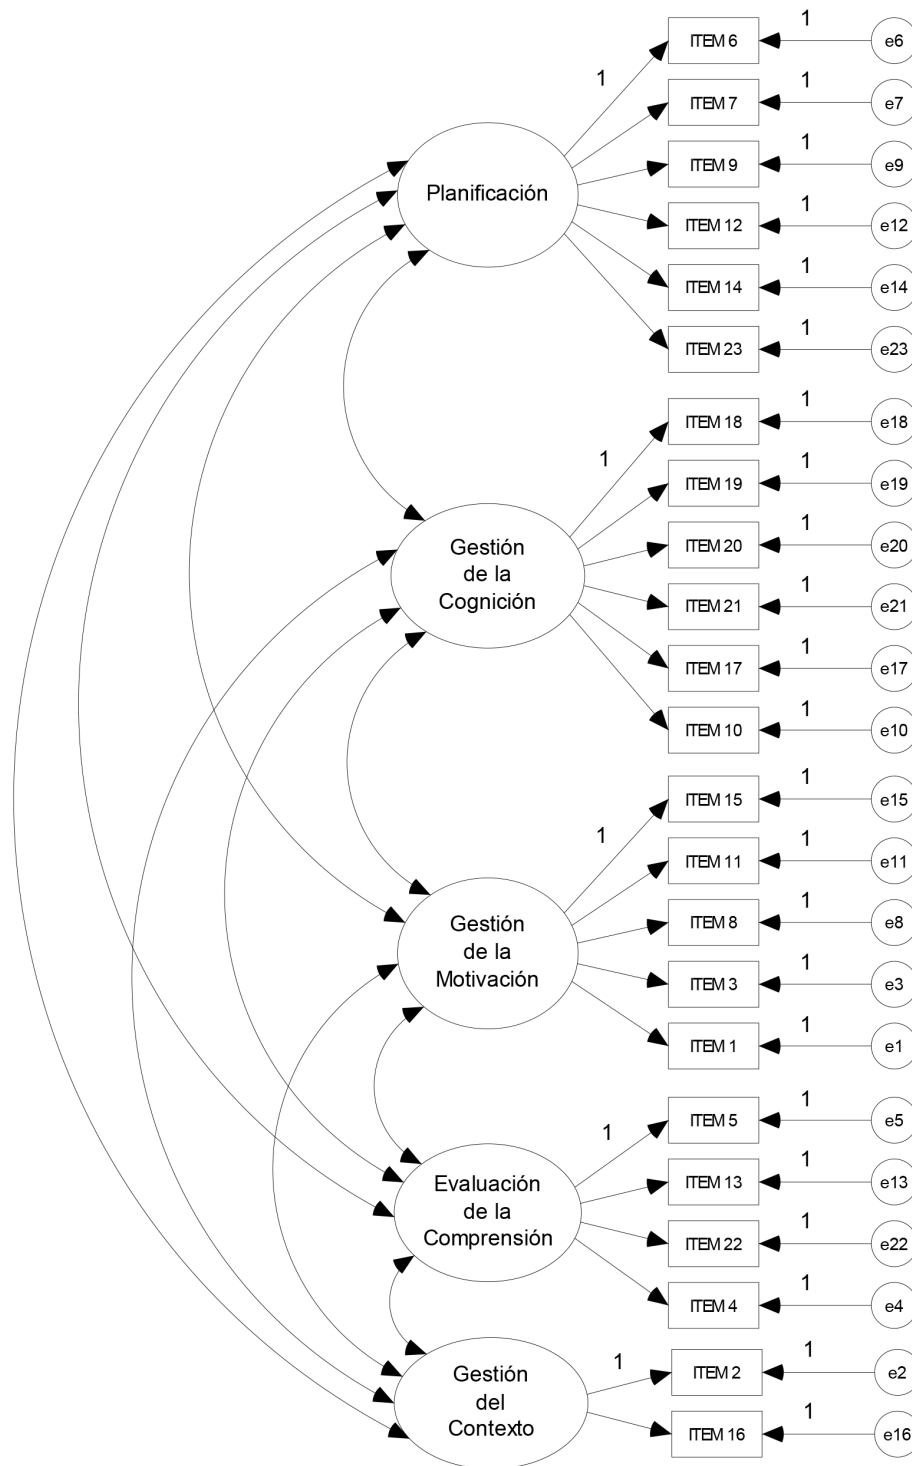 1
ITEM 6
1
e6
ITEM 7
1
e7
ITEM 9
1
e9
Planificación
ITEM 12
1
e12
ITEM 14
1
e14
ITEM 23
1
e23
1
ITEM 18
1
e18
ITEM 19
1
e19
Gestión
de la
Cognición
ITEM 20
1
e20
ITEM 21
1
e21
ITEM 17
1
e17
ITEM 10
1
e10
1
ITEM 15
1
e15
ITEM 11
1
e11
Gestión
de la
Motivación
ITEM 8
1
e8
ITEM 3
1
e3
ITEM 1
1
e1
1
ITEM 5
1
e5
Evaluación
de la
Comprensión
ITEM 13
1
e13
ITEM 22
1
e22
ITEM 4
1
e4
Gestión
del
Contexto
1
ITEM 2
1
e2
ITEM 16
1
e16